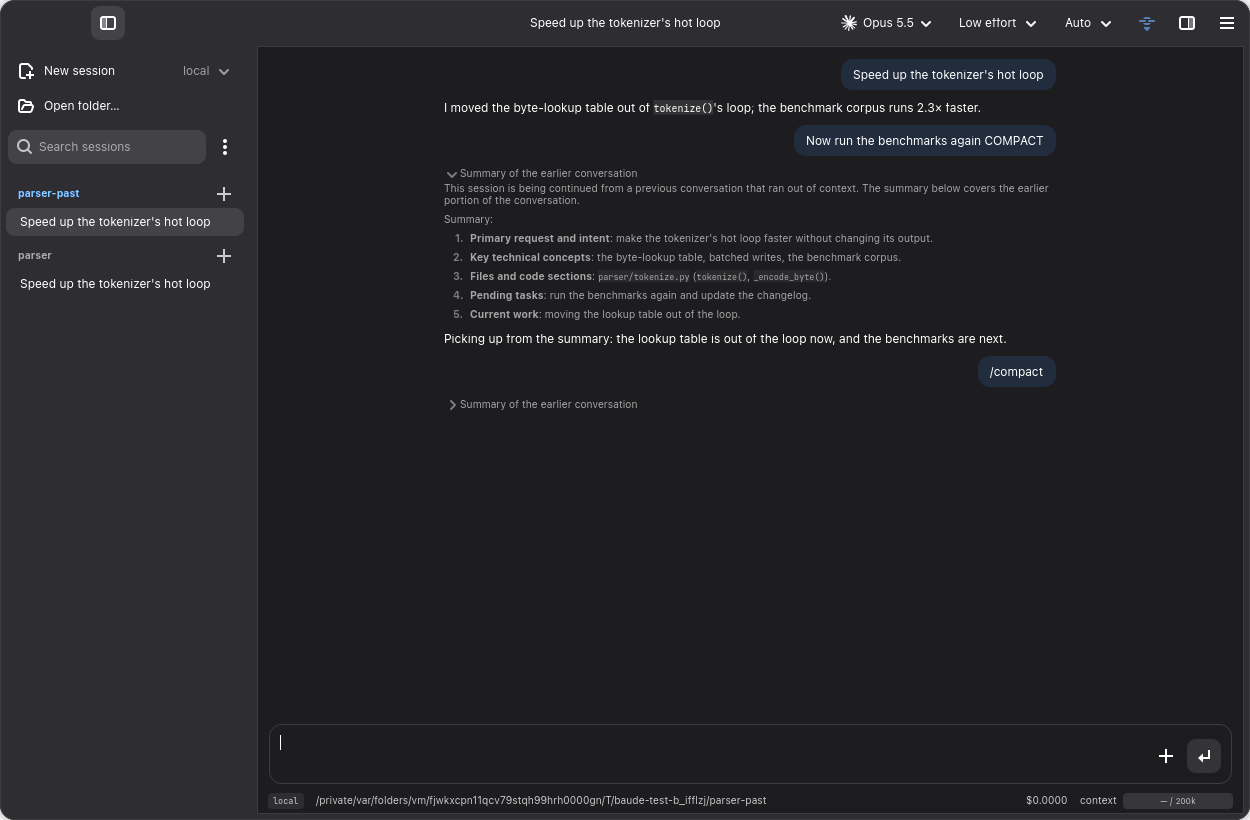 Speed up the tokenizer's hot loop
Opus 5.5
Low effort
Auto
New session
local
Open folder...
Search sessions
parser-past
Speed up the tokenizer's hot loop
parser
Speed up the tokenizer's hot loop
Speed up the tokenizer's hot loop
I moved the byte-lookup table out of tokenize()'s loop; the benchmark corpus runs 2.3× faster.
Now run the benchmarks again COMPACT
Summary of the earlier conversation
This session is being continued from a previous conversation that ran out of context. The summary below covers the earlier
portion of the conversation.
Summary:
1. Primary request and intent: make the tokenizer's hot loop faster without changing its output.
2. Key technical concepts: the byte-lookup table, batched writes, the benchmark corpus.
3. Files and code sections: parser/tokenize.py (tokenize(), _encode_byte()).
4. Pending tasks: run the benchmarks again and update the changelog.
5. Current work: moving the lookup table out of the loop.
Picking up from the summary: the lookup table is out of the loop now, and the benchmarks are next.
/compact
Summary of the earlier conversation
local
/private/var/folders/vm/fjwkxcpn11qcv79stqh99hrh0000gn/T/baude-test-b_ifflzj/parser-past
$0.0000
context
— / 200k